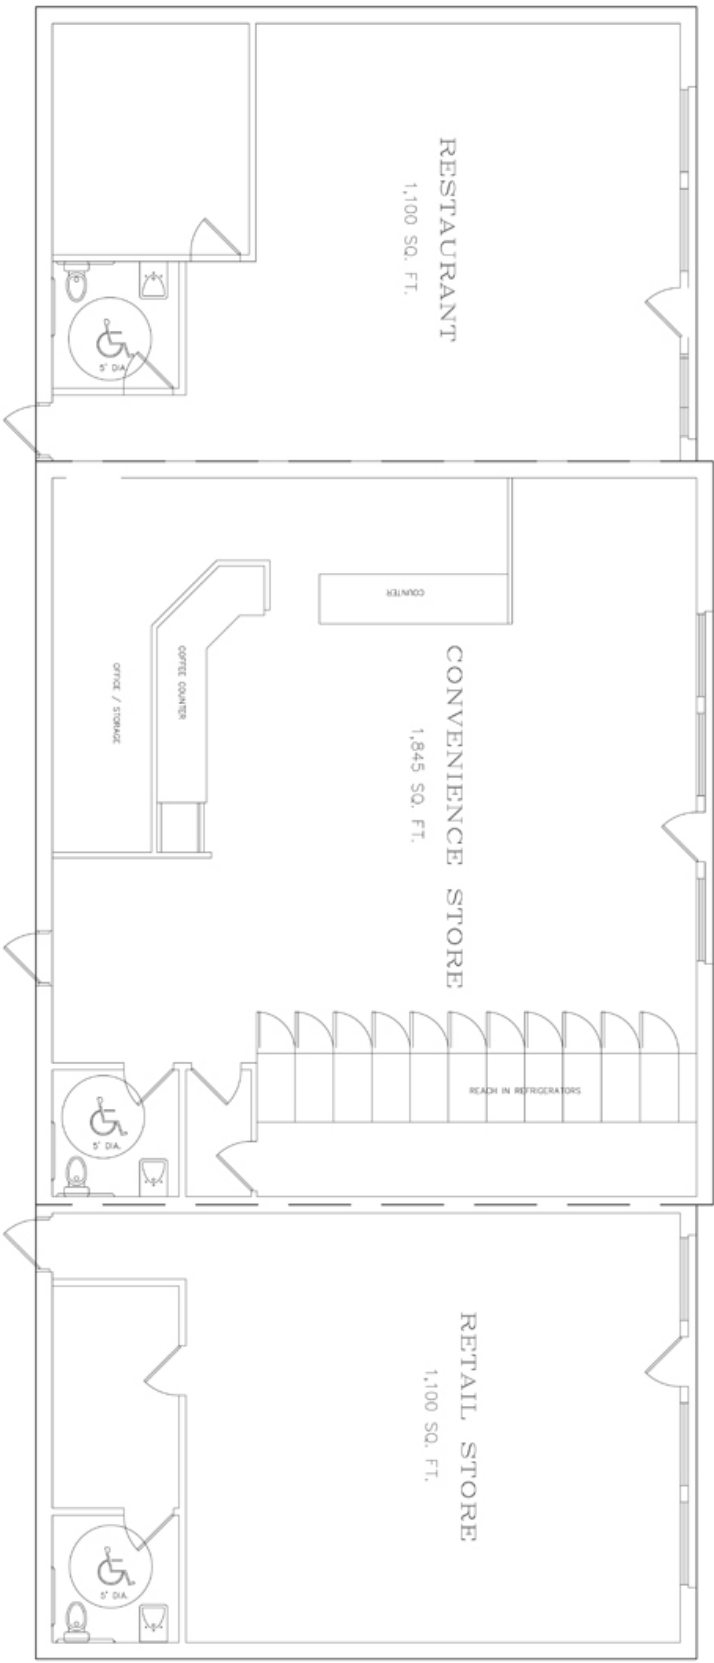 RESTAURANT
1,100 SQ. FT.
5' DIA.
COUNTER
COFFEE COUNTER
OFFICE / STORAGE
CONVENIENCE STORE
1,845 SQ. FT.
REACH IN REFRIGERATORS
5' DIA.
RETAIL STORE
1,100 SQ. FT.
5' DIA.